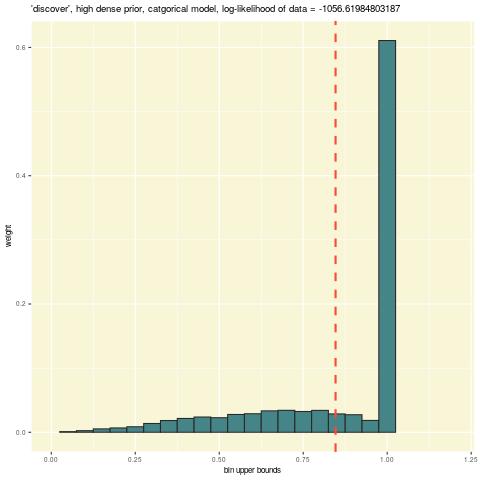 'discover', high dense prior, catgorical model, log-likelihood of data = -1056.61984803187
0.6
0.4
0.2
0.0
weight
0.00 0.25 0.50 0.75 1.00 1.25
bin upper bounds